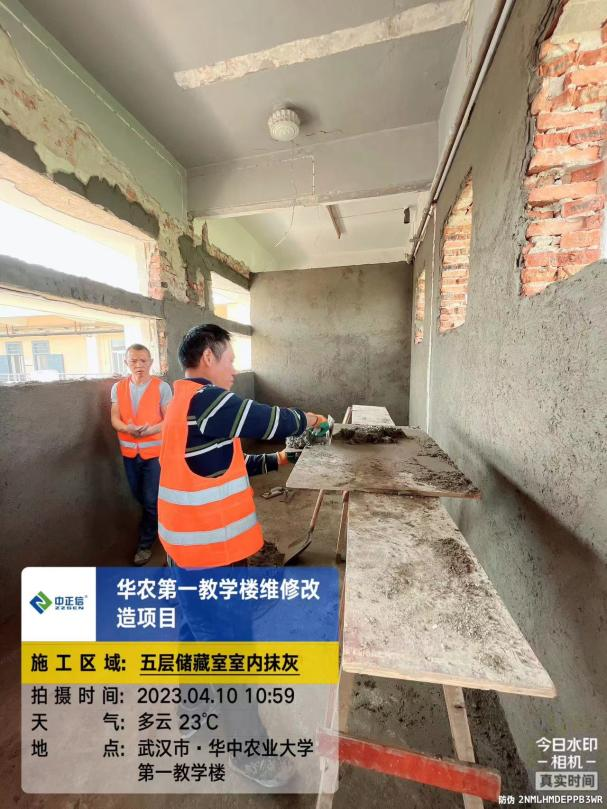 中正信
ZZSEN
华农第一教学楼维修改
造项目
施工区域: 五层储藏室室内抹灰
拍摄时间: 2023.04.10 10:59
天气: 多云 23℃
地点: 武汉市·华中农业大学
第一教学楼
今日水印
-相机-
真实时间
防伪 2NMLHMDEPPB3WR